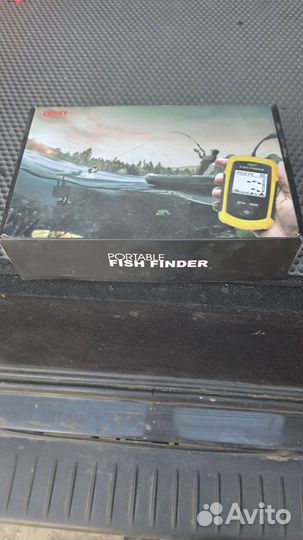 LUCKY
PORTABLE
FISH FINDER
Avito